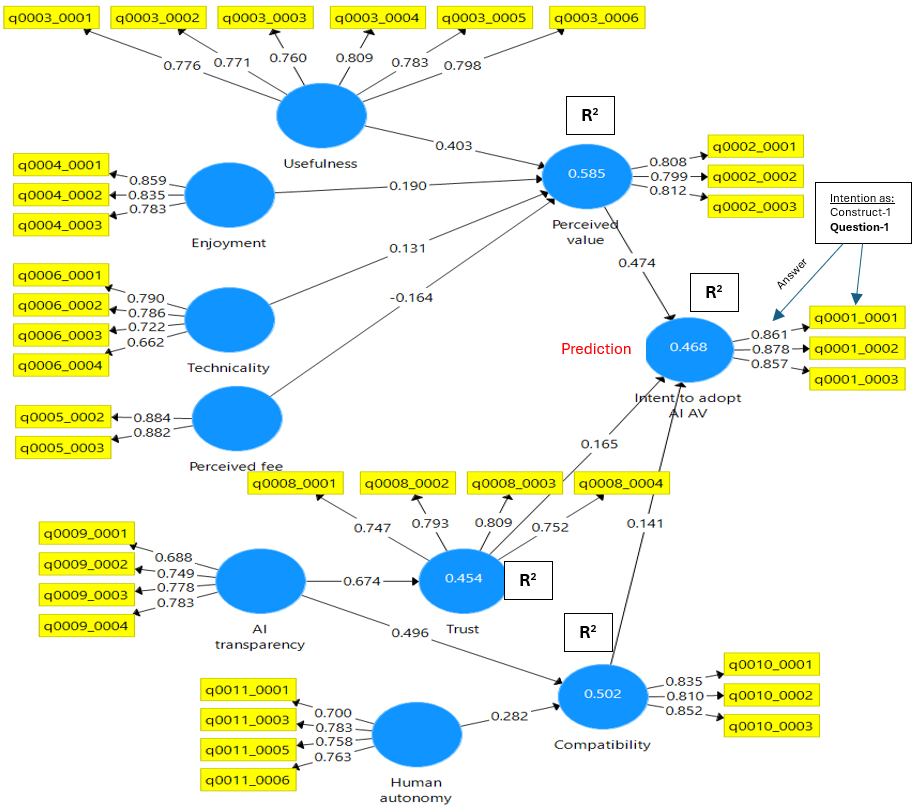 q0003_0001
q0003_0002
q0003_0003
q0003_0004
q0003_0005
q0003_0006
0.776
0.771
0.760
0.809
0.783
0.798
Usefulness
0.403
q0004_0001
q0004_0002
q0004_0003
0.859
0.835
0.783
Enjoyment
0.190
R²
0.585
Perceived
value
0.808
0.799
0.812
q0002_0001
q0002_0002
q0002_0003
Intention as:
Construct-1
Question-1
Answer
q0006_0001
q0006_0002
q0006_0003
q0006_0004
0.790
0.786
0.722
0.662
Technicality
0.131
-0.164
0.474
R²
Prediction
0.468
Intent to adopt
AI AV
0.861
0.878
0.857
q0001_0001
q0001_0002
q0001_0003
q0005_0002
q0005_0003
0.884
0.882
Perceived fee
0.165
0.141
q0008_0001
q0008_0002
q0008_0003
q0008_0004
0.747
0.793
0.809
0.752
q0009_0001
q0009_0002
q0009_0003
q0009_0004
0.688
0.749
0.778
0.783
AI
transparency
0.674
0.454
R²
Trust
0.496
R²
0.502
Compatibility
0.835
0.810
0.852
q0010_0001
q0010_0002
q0010_0003
q0011_0001
q0011_0003
q0011_0005
q0011_0006
0.700
0.783
0.758
0.763
0.282
Human
autonomy